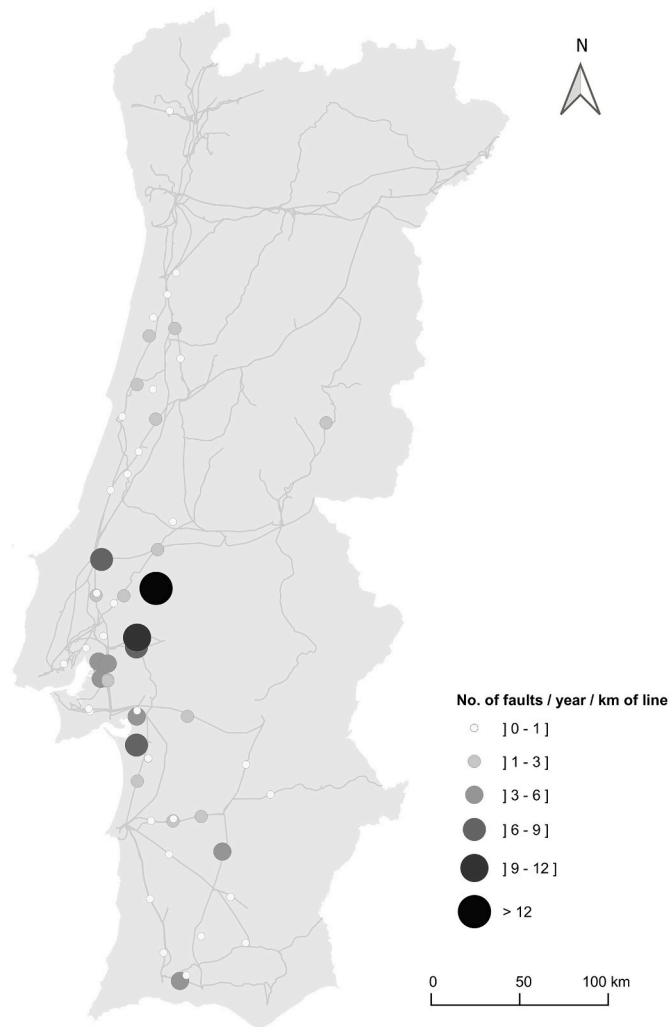 N
No. of faults / year / km of line
] 0 - 1 ]
] 1 - 3 ]
] 3 - 6 ]
] 6 - 9 ]
] 9 - 12 ]
> 12
0 50 100 km